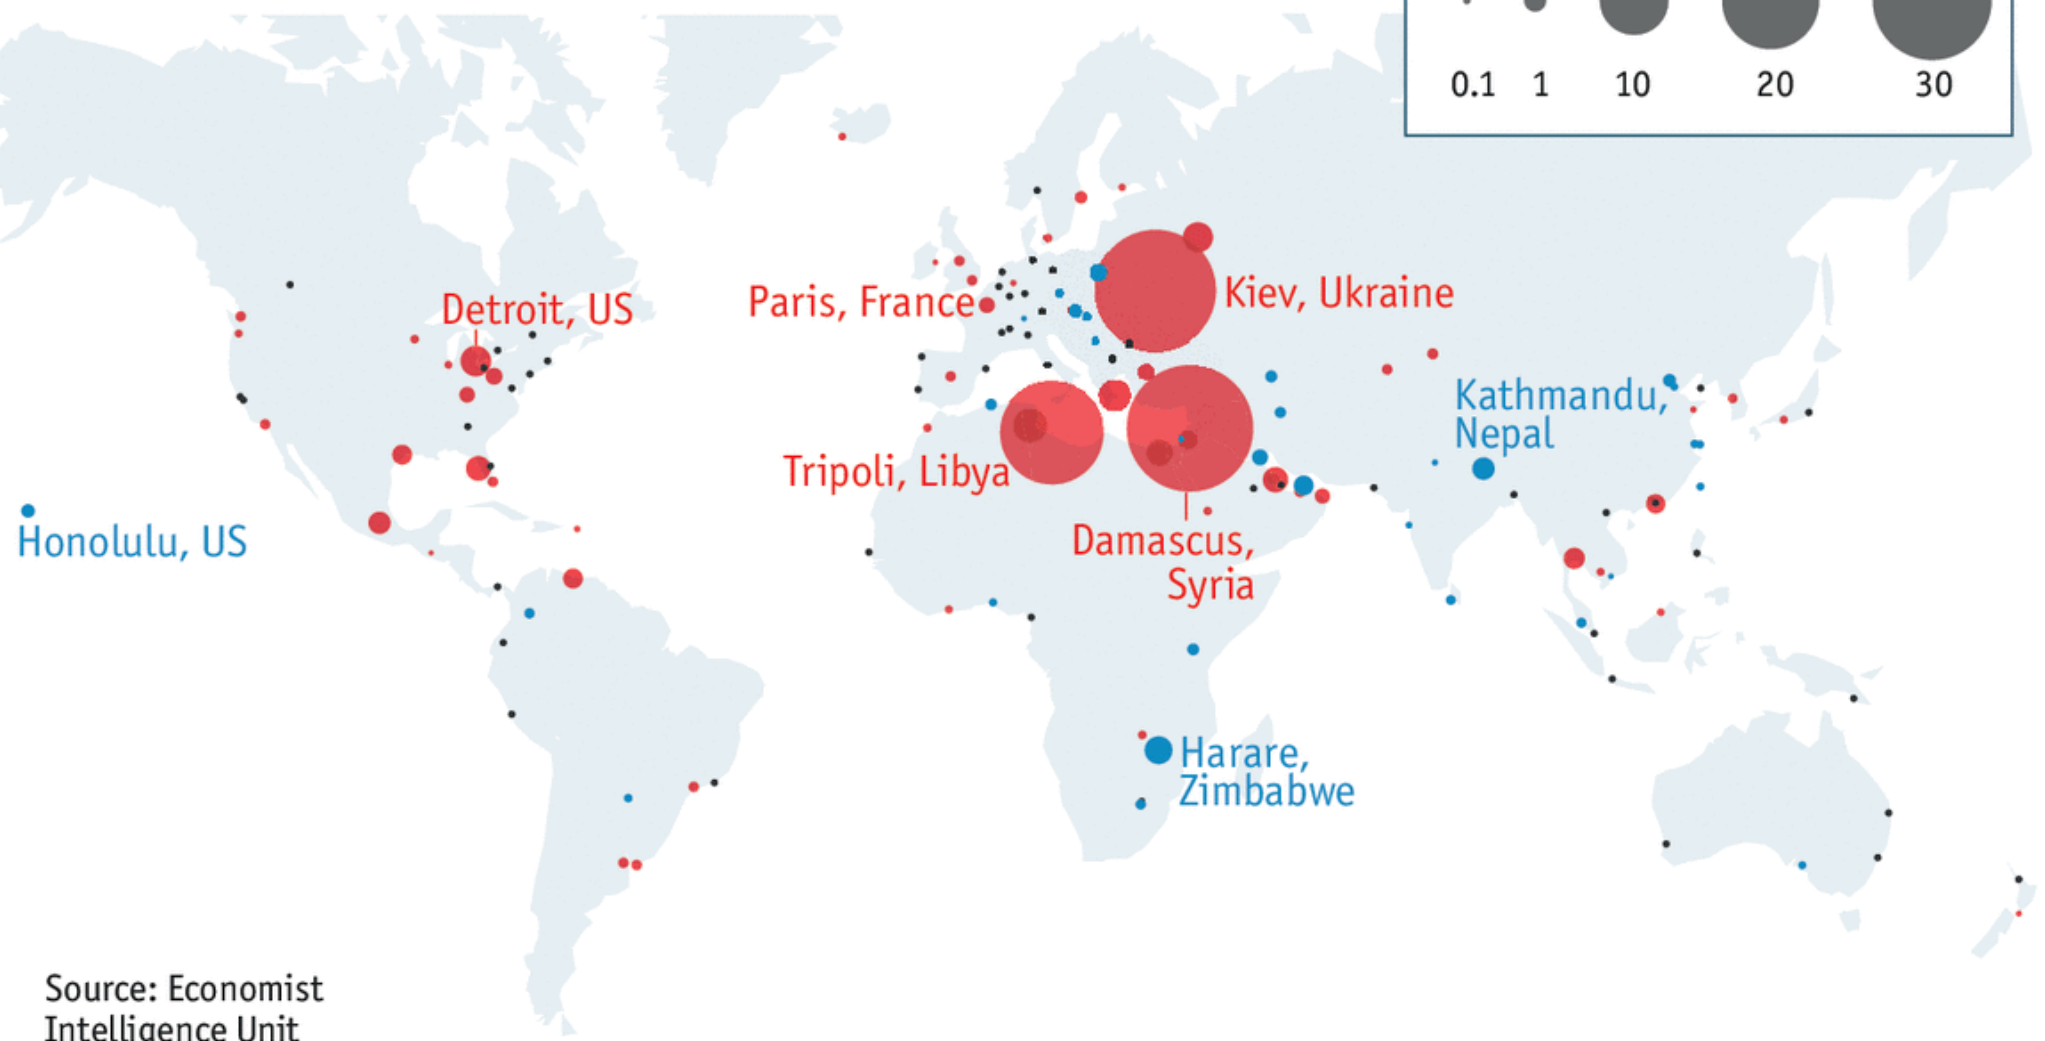 0.1 1 10 20 30
Detroit, US
Paris, France
Kiev, Ukraine
Kathmandu,
Nepal
Tripoli, Libya
Honolulu, US
Damascus,
Syria
Harare,
Zimbabwe
Source: Economist
Intelligence Unit